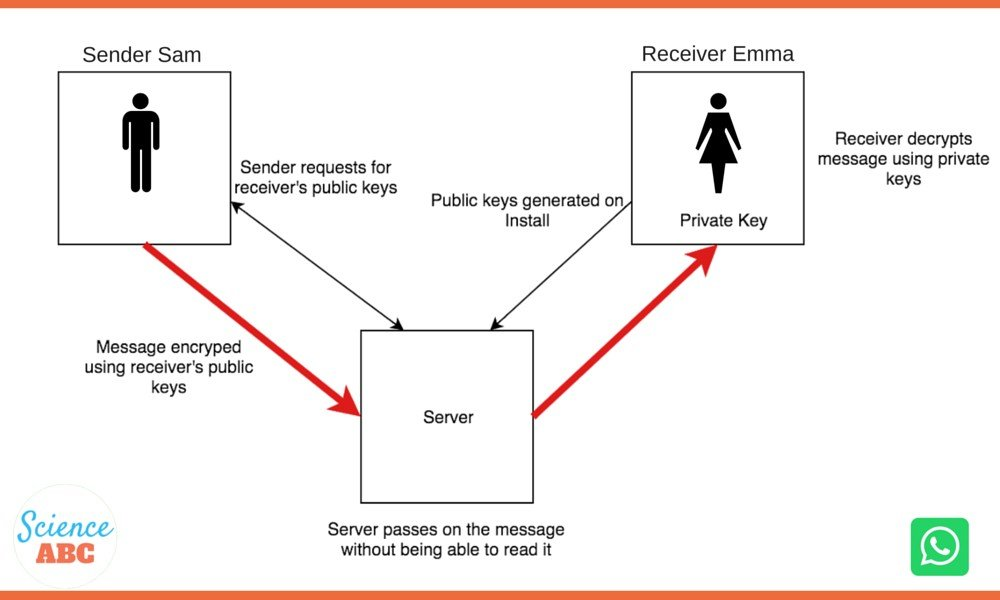 Sender Sam
Receiver Emma
Sender requests for
receiver's public keys
Public keys generated on
Install
Private Key
Receiver decrypts
message using private
keys
Message encryped
using receiver's public
keys
Server
Server passes on the message
without being able to read it
Science
ABC